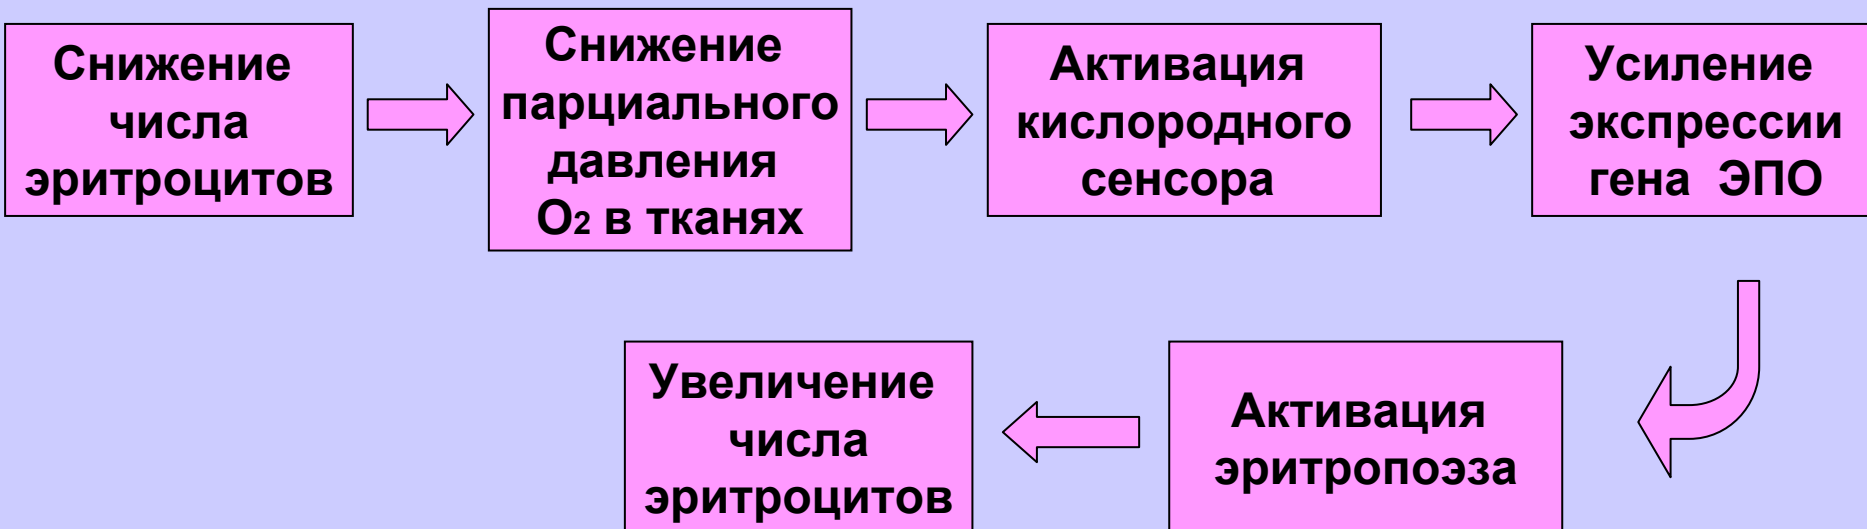 Снижение
числа
эритроцитов
Снижение
парциального
давления
О2 в тканях
Активация
кислородного
сенсора
Усиление
экспрессии
гена ЭПО
Активация
эритропоэза
Увеличение
числа
эритроцитов